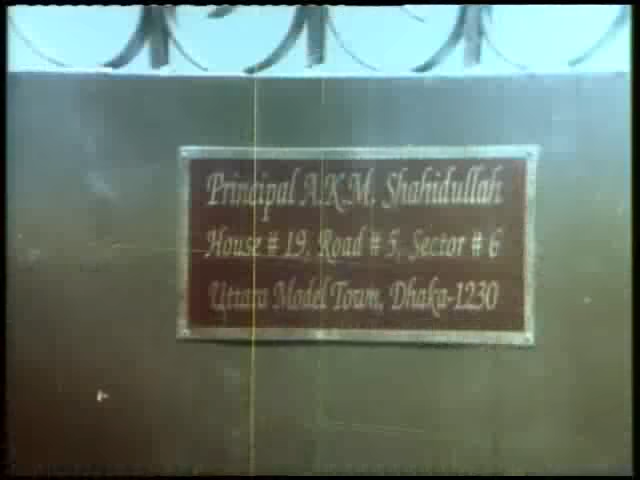 Principal A.K.M. Shahidullah
House # 19, Road # 5, Sector # 6
Uttara Model Town, Dhaka-1230